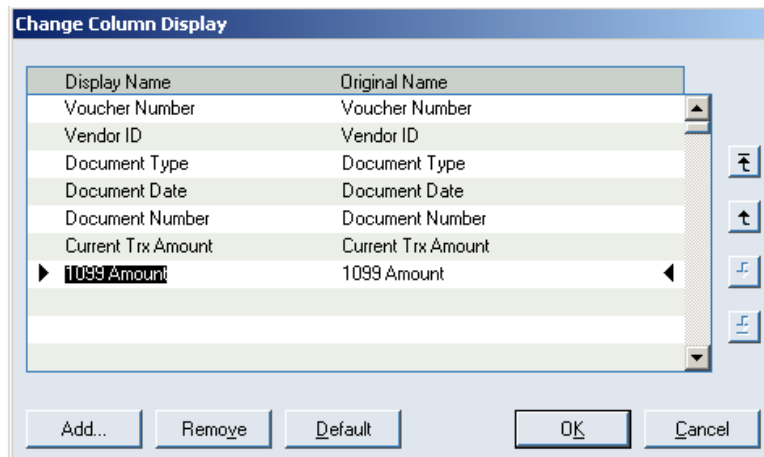 Change Column Display
Display Name Original Name
Voucher Number Voucher Number
Vendor ID Vendor ID
Document Type Document Type
Document Date Document Date
Document Number Document Number
Current Trx Amount Current Trx Amount
1099 Amount 1099 Amount
Add... Remove Default OK Cancel